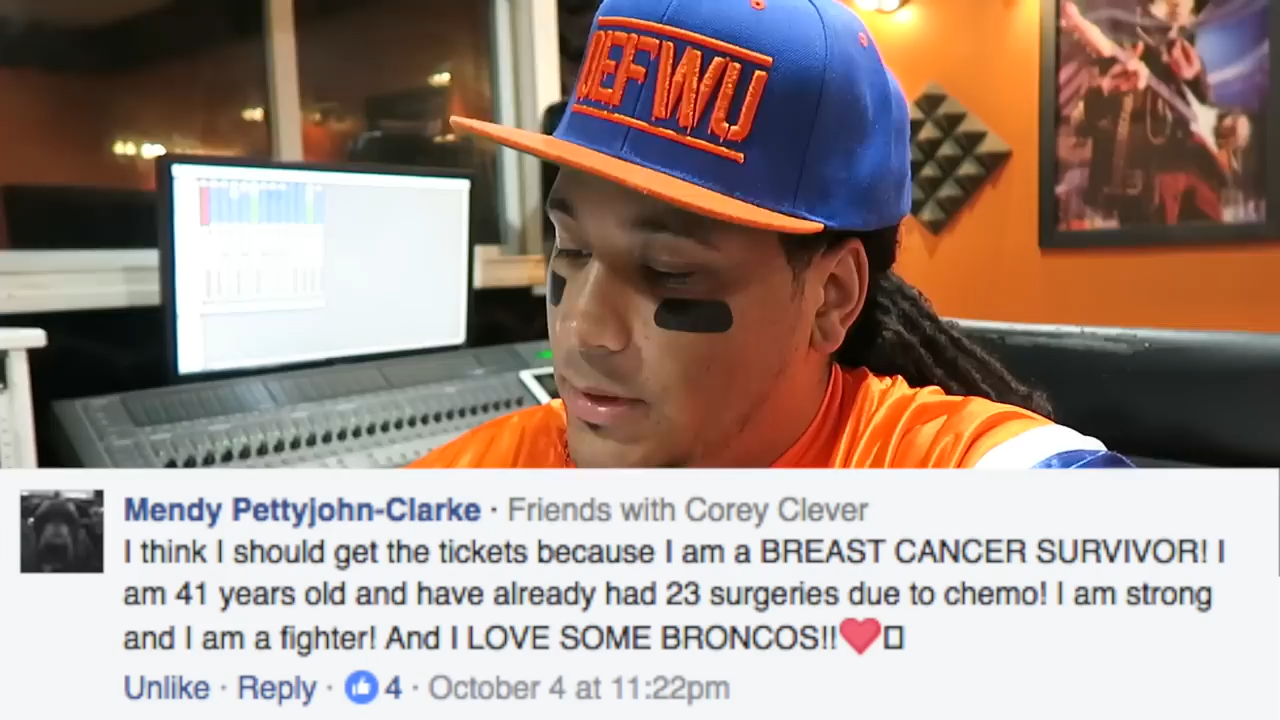 DEFWU
Mendy Pettyjohn-Clarke · Friends with Corey Clever
I think I should get the tickets because I am a BREAST CANCER SURVIVOR! I
am 41 years old and have already had 23 surgeries due to chemo! I am strong
and I am a fighter! And I LOVE SOME BRONCOS!!❤️
Unlike · Reply · 4 · October 4 at 11:22pm